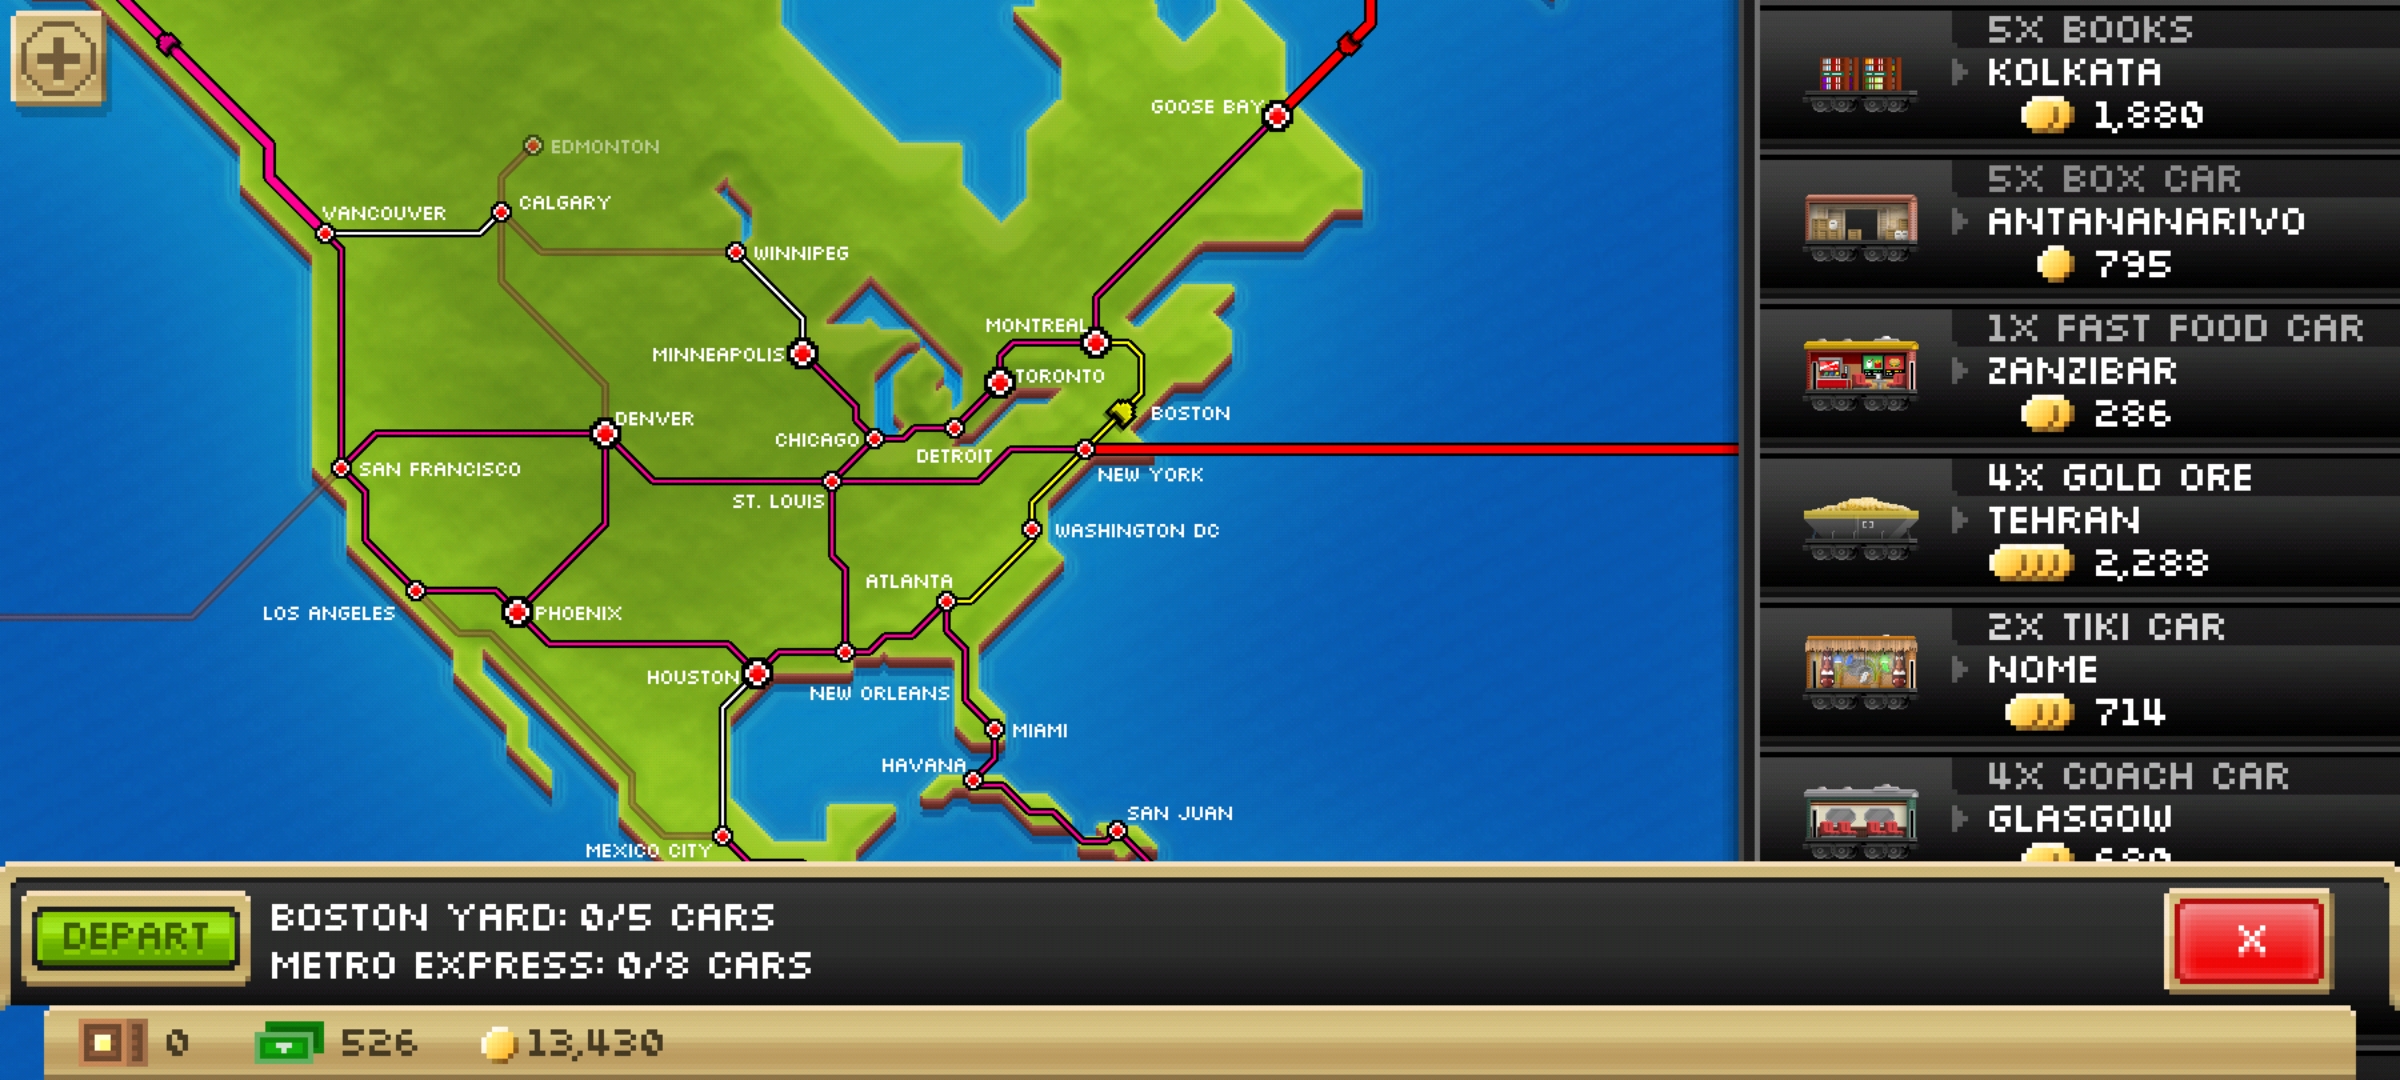 GOOSE BAY
EDMONTON
CALGARY
VANCOUVER
WINNIPEG
MONTREAL
MINNEAPOLIS
TORONTO
BOSTON
DENVER
CHICAGO
DETROIT
SAN FRANCISCO
NEW YORK
ST. LOUIS
WASHINGTON DC
ATLANTA
LOS ANGELES
PHOENIX
HOUSTON
NEW ORLEANS
MIAMI
HAVANA
SAN JUAN
MEXICO CITY
5X BOOKS
KOLKATA
1,880
5X BOX CAR
ANTANANARIVO
795
1X FAST FOOD CAR
ZANZIBAR
286
4X GOLD ORE
TEHRAN
2,288
2X TIKI CAR
NOME
714
4X COACH CAR
GLASGOW
DEPART
BOSTON YARD: 0/5 CARS
METRO EXPRESS: 0/8 CARS
X
0
526
13,430